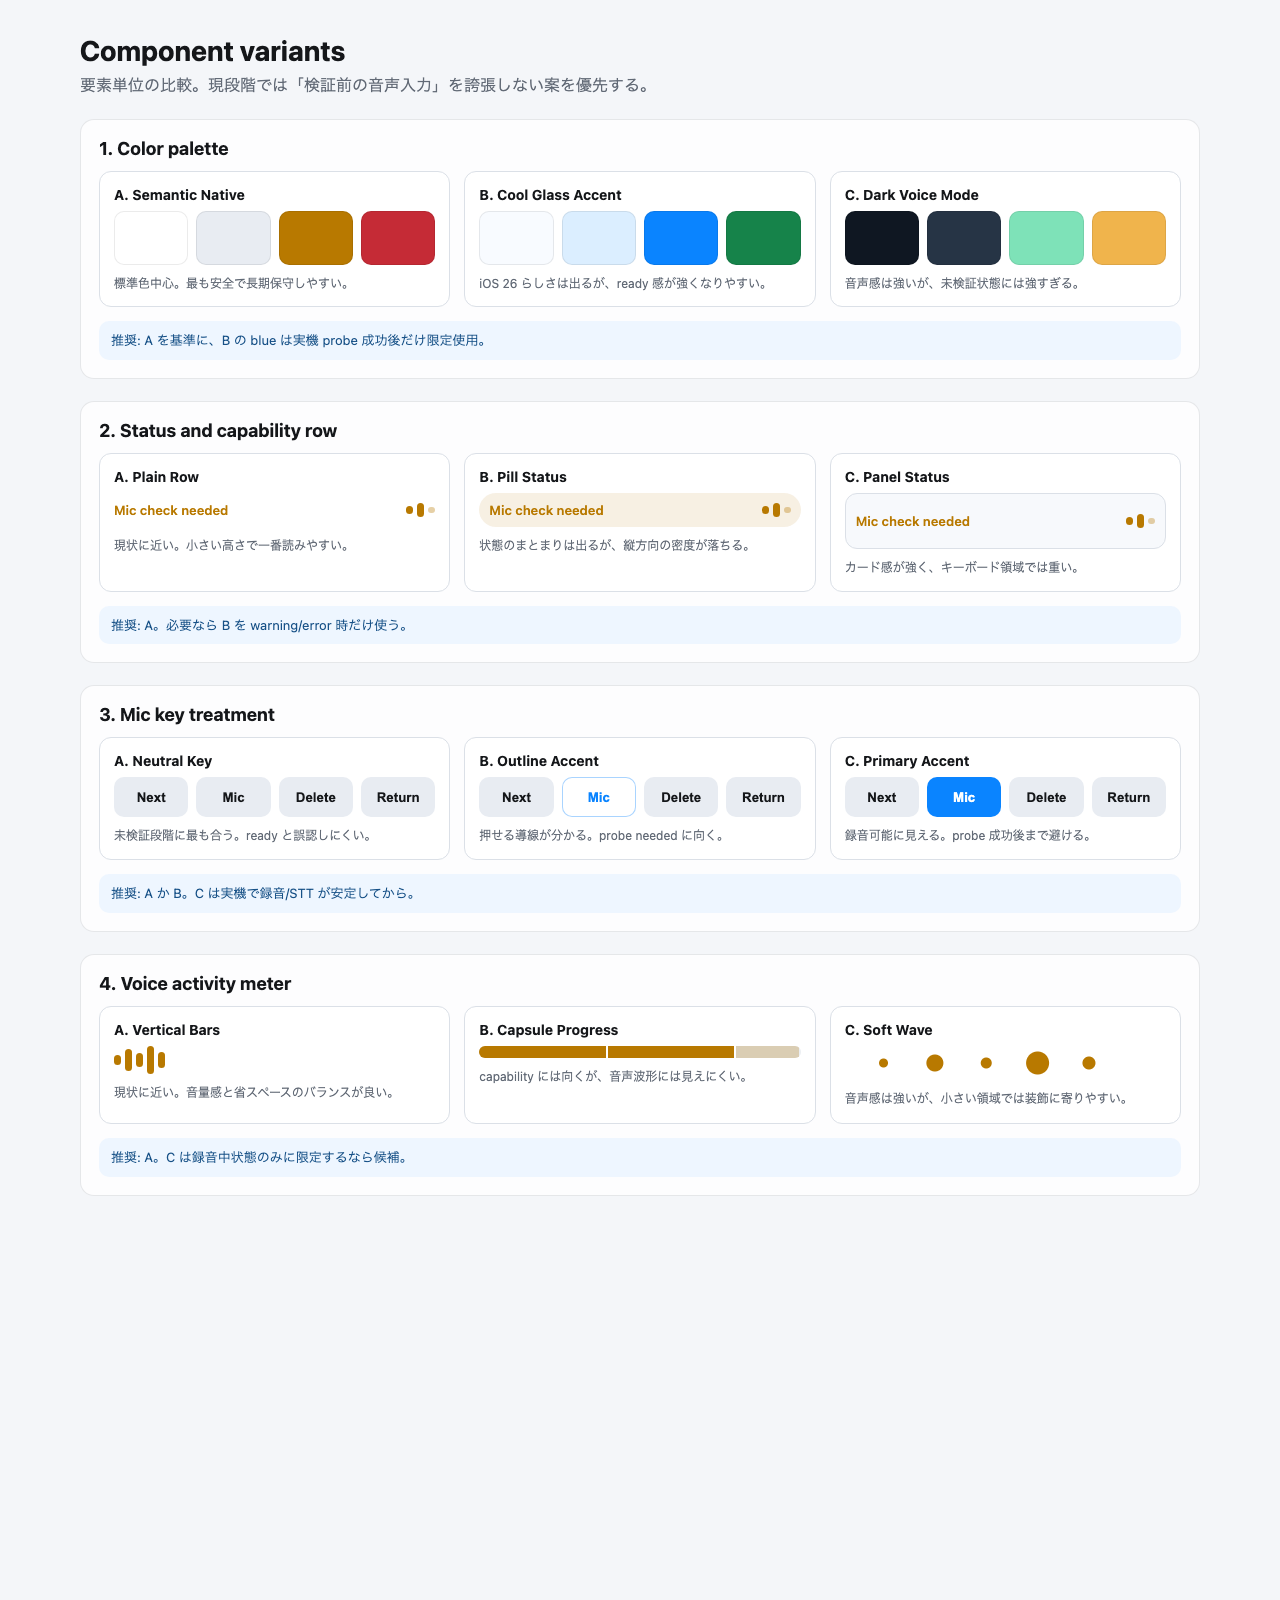 Component variants
要素単位の比較。現段階では「検証前の音声入力」を誇張しない案を優先する。
1. Color palette
A. Semantic Native
標準色中心。最も安全で長期保守しやすい。
B. Cool Glass Accent
iOS 26 らしさは出るが、ready 感が強くなりやすい。
C. Dark Voice Mode
音声感は強いが、未検証状態には強すぎる。
推奨: A を基準に、B の blue は実機 probe 成功後だけ限定使用。
2. Status and capability row
A. Plain Row
Mic check needed
現状に近い。小さい高さで一番読みやすい。
B. Pill Status
Mic check needed
状態のまとまりは出るが、縦方向の密度が落ちる。
C. Panel Status
Mic check needed
カード感が強く、キーボード領域では重い。
推奨: A。必要なら B を warning/error 時だけ使う。
3. Mic key treatment
A. Neutral Key
Next Mic Delete Return
未検証段階に最も合う。ready と誤認しにくい。
B. Outline Accent
Next Mic Delete Return
押せる導線が分かる。probe needed に向く。
C. Primary Accent
Next Mic Delete Return
録音可能に見える。probe 成功後まで避ける。
推奨: A か B。C は実機で録音/STT が安定してから。
4. Voice activity meter
A. Vertical Bars
現状に近い。音量感と省スペースのバランスが良い。
B. Capsule Progress
capability には向くが、音声波形には見えにくい。
C. Soft Wave
音声感は強いが、小さい領域では装飾に寄りやすい。
推奨: A。C は録音中状態のみに限定するなら候補。